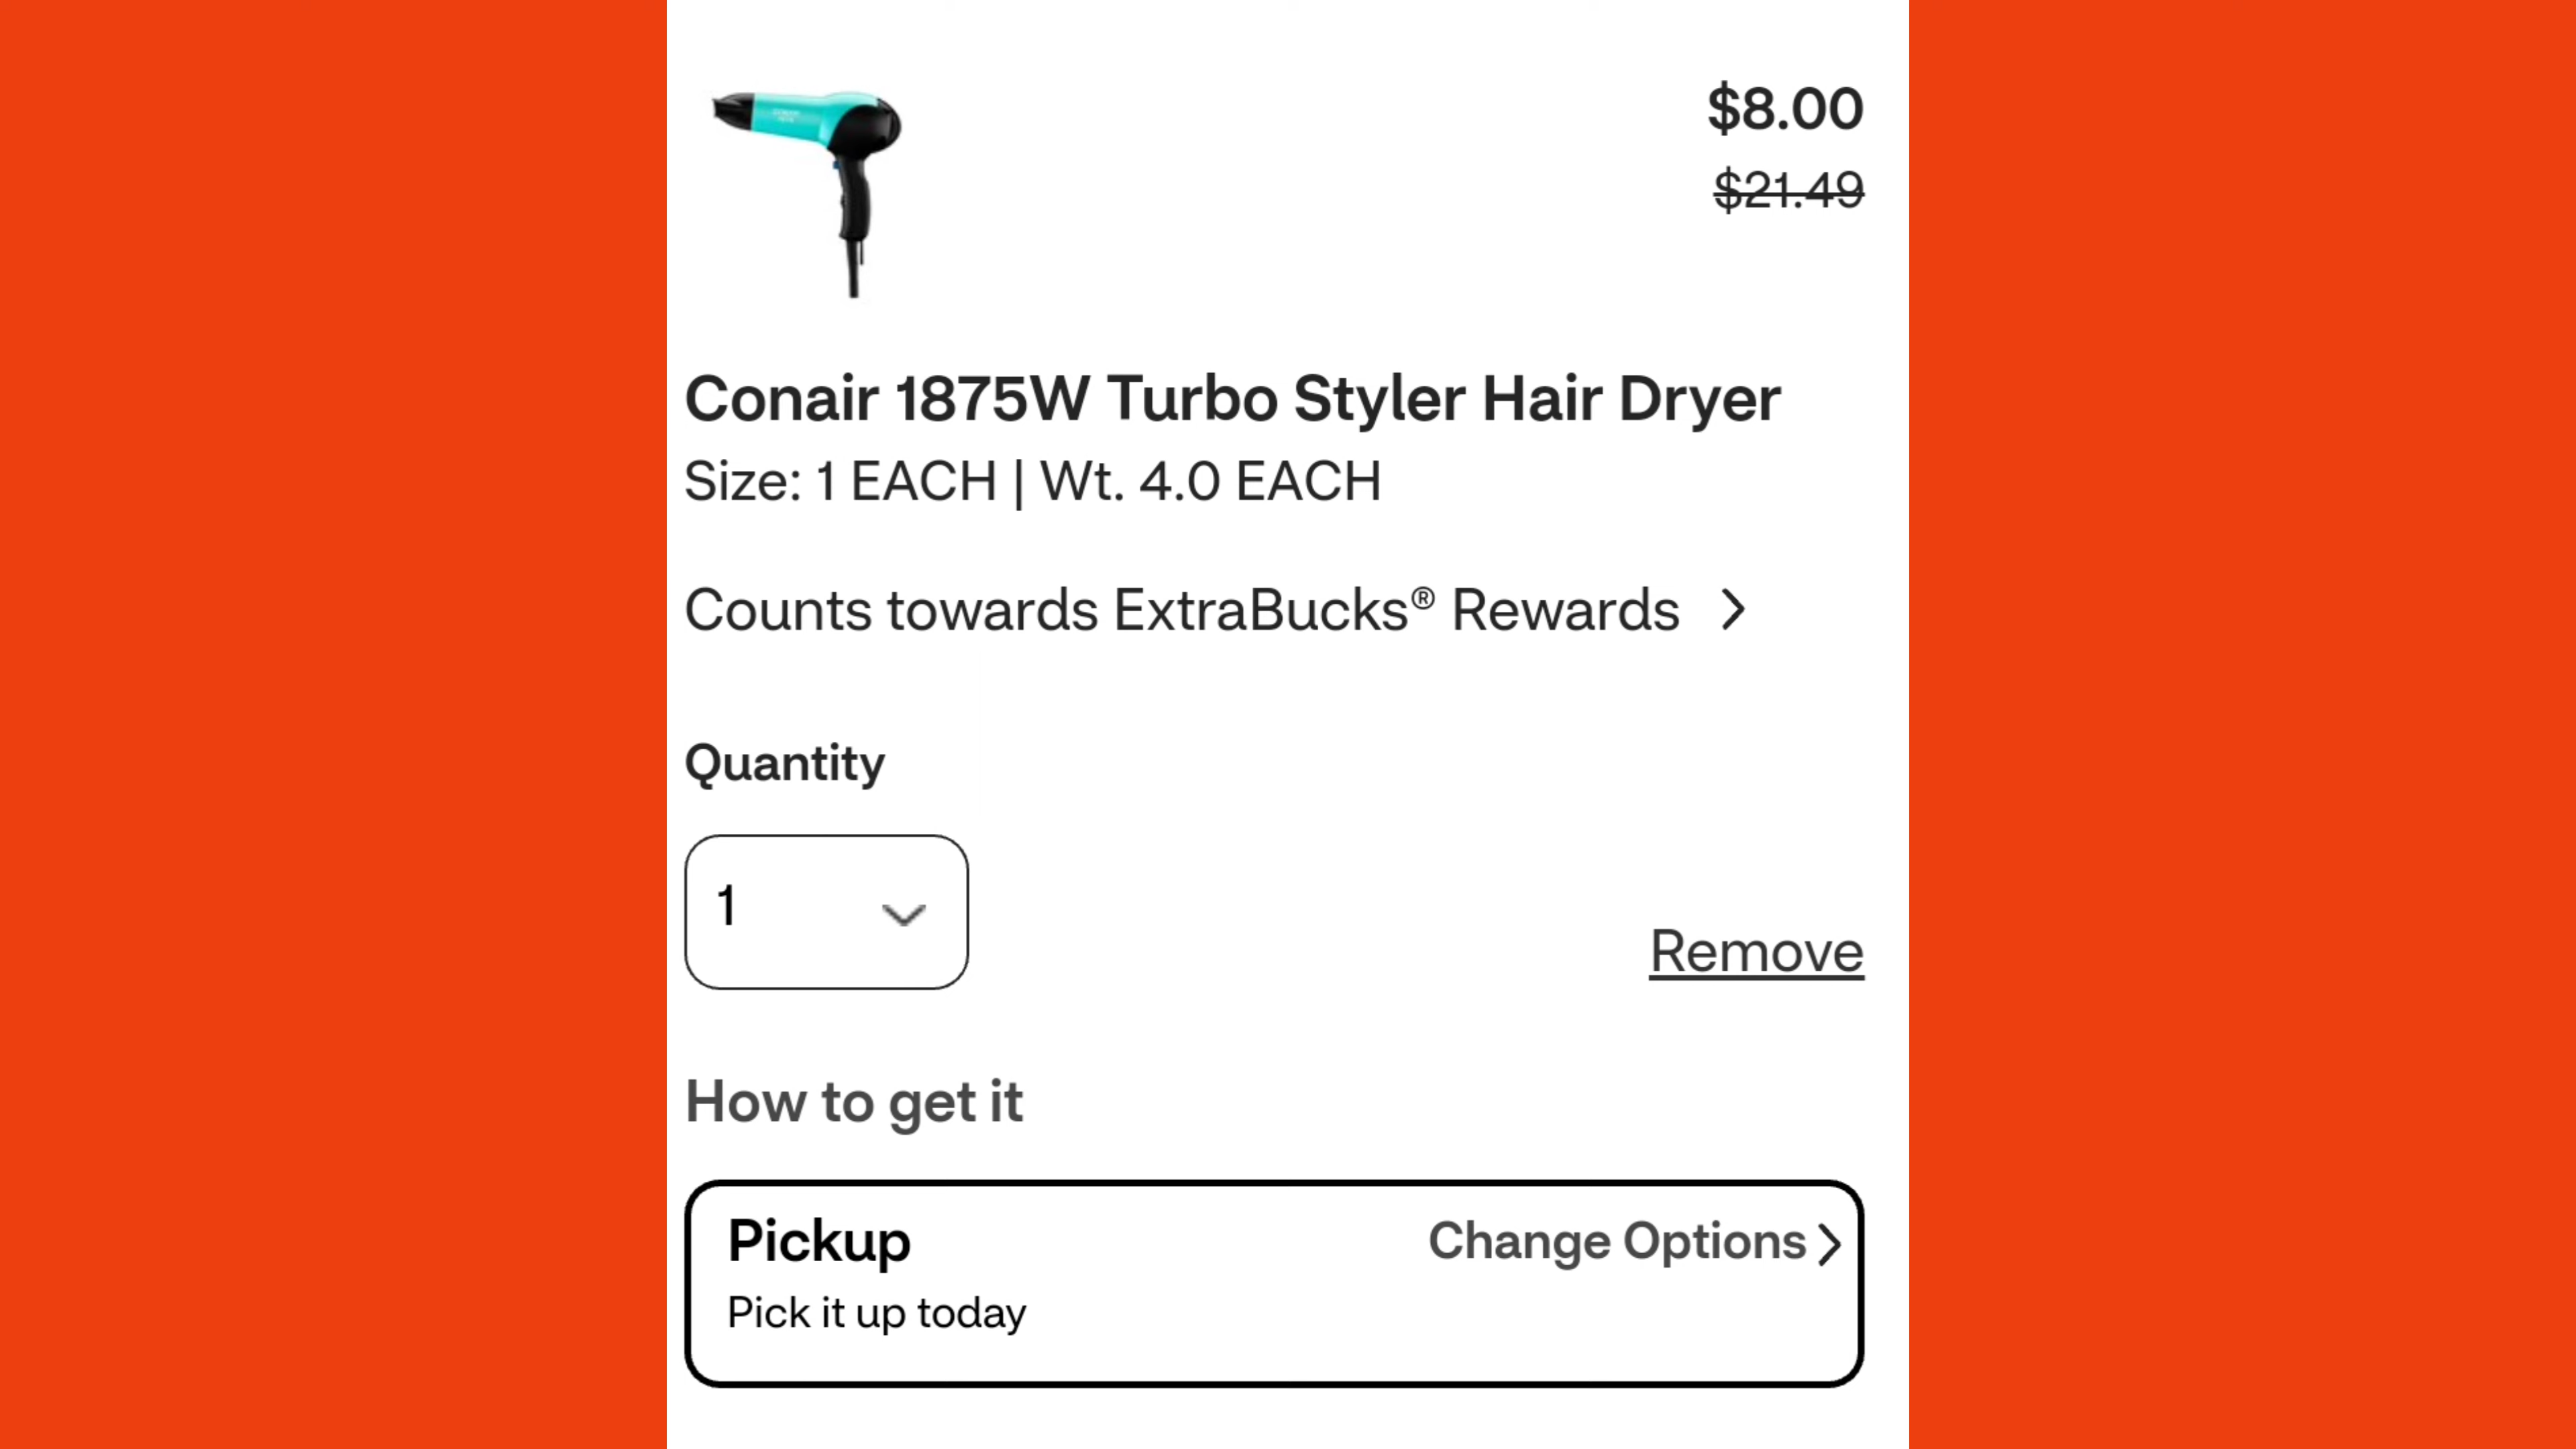 $8.00
$21.49
Conair 1875W Turbo Styler Hair Dryer
Size: 1 EACH | Wt. 4.0 EACH
Counts towards ExtraBucks® Rewards
Quantity
1
Remove
How to get it
Pickup
Change Options
Pick it up today